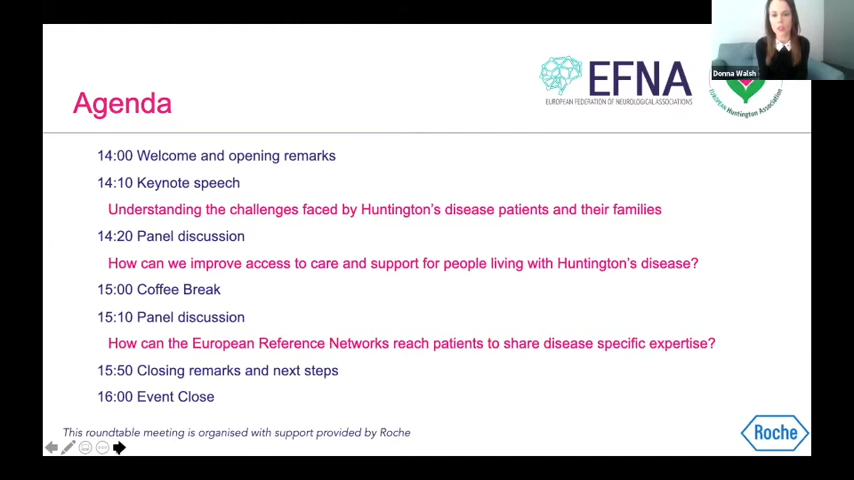 Donna Walsh
EFNA
EUROPEAN FEDERATION OF NEUROLOGICAL ASSOCIATIONS
EUROPEAN Huntington Association
Agenda
14:00 Welcome and opening remarks
14:10 Keynote speech
Understanding the challenges faced by Huntington's disease patients and their families
14:20 Panel discussion
How can we improve access to care and support for people living with Huntington's disease?
15:00 Coffee Break
15:10 Panel discussion
How can the European Reference Networks reach patients to share disease specific expertise?
15:50 Closing remarks and next steps
16:00 Event Close
This roundtable meeting is organised with support provided by Roche
Roche